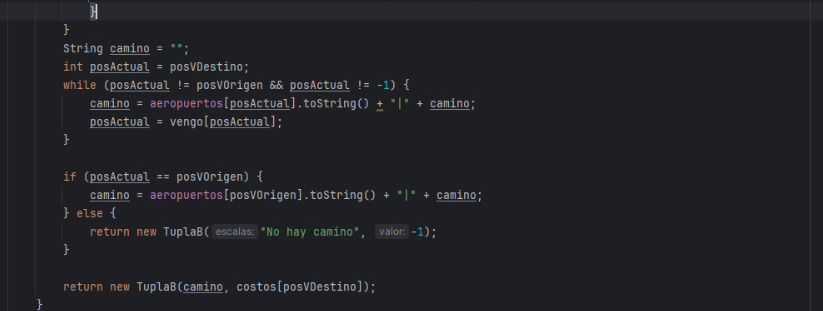 }
}
String camino = "";
int posActual = posVDestino;
while (posActual != posVOrigen && posActual != -1) {
camino = aeropuertos[posActual].toString() + "|" + camino;
posActual = vengo[posActual];
}
if (posActual == posVOrigen) {
camino = aeropuertos[posVOrigen].toString() + "|" + camino;
} else {
return new TuplaB( escalas: "No hay camino", valor: -1);
}
return new TuplaB(camino, costos[posVDestino]);
}